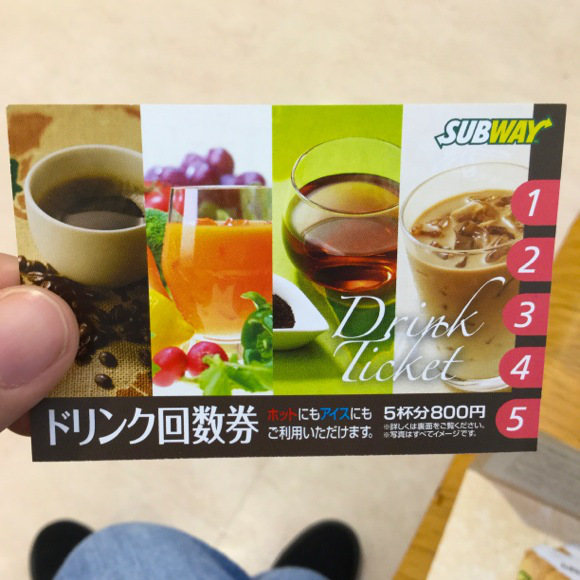 SUBWAY
1
2
3
4
5
Drink
Ticket
ドリンク回数券
ホットにもアイスにも
ご利用いただけます。
5杯分800円
※詳しくは裏面をご覧ください。
※写真はすべてイメージです。